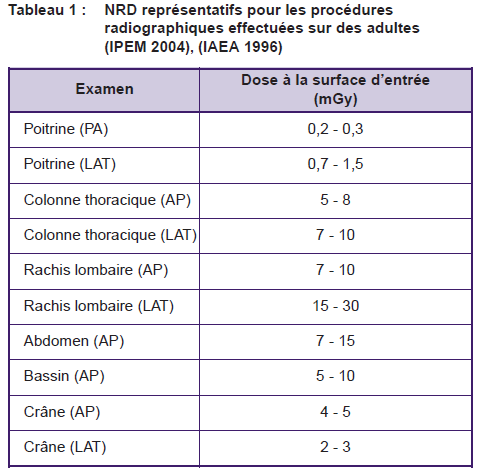 Tableau 1 : NRD représentatifs pour les procédures
radiographiques effectuées sur des adultes
(IPEM 2004), (IAEA 1996)
Examen Dose à la surface d'entrée
(mGy)
Poitrine (PA) 0,2 - 0,3
Poitrine (LAT) 0,7 - 1,5
Colonne thoracique (AP) 5 - 8
Colonne thoracique (LAT) 7 - 10
Rachis lombaire (AP) 7 - 10
Rachis lombaire (LAT) 15 - 30
Abdomen (AP) 7 - 15
Bassin (AP) 5 - 10
Crâne (AP) 4 - 5
Crâne (LAT) 2 - 3